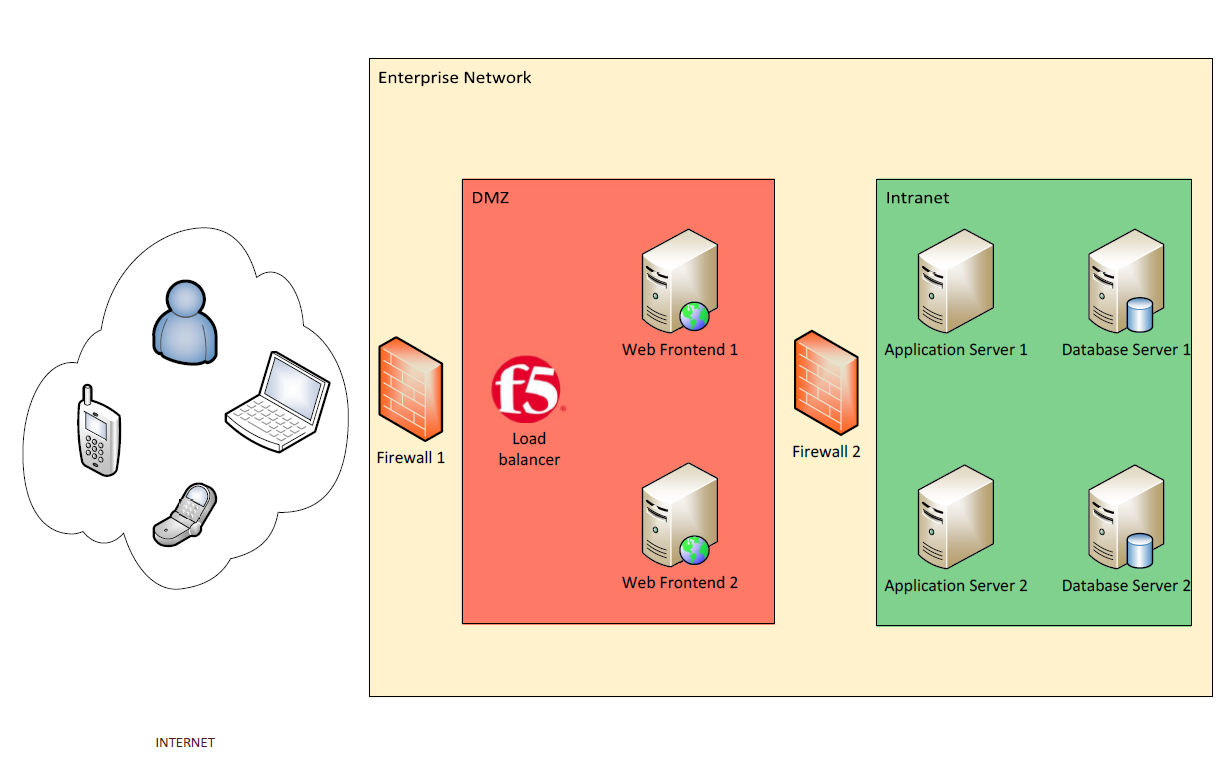 Enterprise Network
DMZ
Intranet
Web Frontend 1
Application Server 1
Database Server 1
f5
Load
balancer
Firewall 1
Firewall 2
Web Frontend 2
Application Server 2
Database Server 2
INTERNET